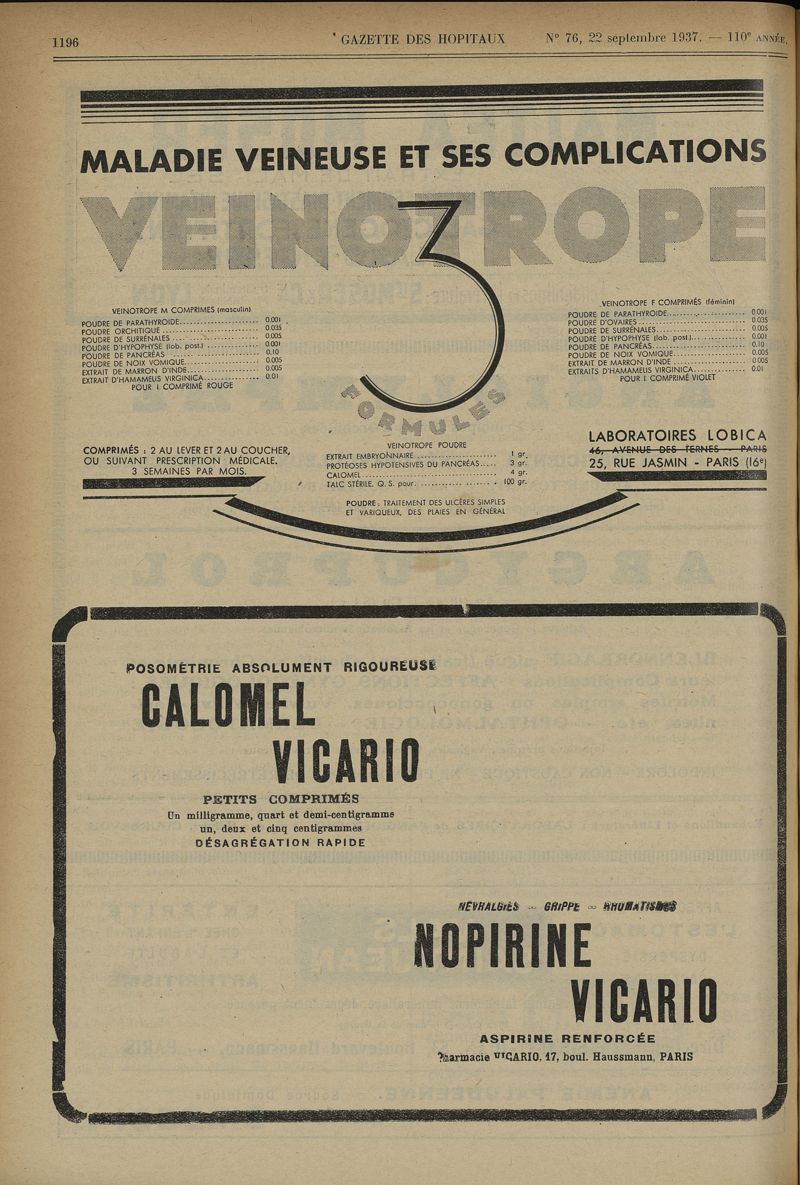 1196
GAZETTE DES HOPITAUX
N° 76, 22 septembre 1937. — 110e ANNÉE.
MALADIE VEINEUSE ET SES COMPLICATIONS
VEINOTROPE
3
FORMULES
VEINOTROPE M COMPRIMES (masculin)
POUDRE DE PARATHYROIDE 0.001
POUDRE ORCHITIQUE 0.035
POUDRE DE SURRÉNALES 0.005
POUDRE D'HYPOPHYSE (lob. post.) 0.001
POUDRE DE PANCRÉAS 0.10
POUDRE DE NOIX VOMIQUE 0.005
EXTRAIT DE MARRON D'INDE 0.005
EXTRAIT D'HAMAMELIS VIRGINICA 0.01
POUR 1 COMPRIMÉ ROUGE
VEINOTROPE F COMPRIMÉS (féminin)
POUDRE DE PARATHYROIDE 0.001
POUDRE D'OVAIRES 0.035
POUDRE DE SURRÉNALES 0.005
POUDRE D'HYPOPHYSE (lob. post.) 0.001
POUDRE DE PANCRÉAS 0.10
POUDRE DE NOIX VOMIQUE 0.005
EXTRAIT DE MARRON D'INDE 0.005
EXTRAITS D'HAMAMELIS VIRGINICA 0.01
POUR 1 COMPRIMÉ VIOLET
COMPRIMÉS : 2 AU LEVER ET 2 AU COUCHER,
OU SUIVANT PRESCRIPTION MÉDICALE.
3 SEMAINES PAR MOIS.
VEINOTROPE POUDRE
EXTRAIT EMBRYONNAIRE 1 gr.
PROTÉOSES HYPOTENSIVES DU PANCRÉAS 3 gr.
CALOMEL 4 gr.
TALC STÉRILE. Q. S. pour 100 gr.
POUDRE : TRAITEMENT DES ULCÈRES SIMPLES
ET VARIQUEUX, DES PLAIES EN GÉNÉRAL
LABORATOIRES LOBICA
46, AVENUE DES TERNES - PARIS
25, RUE JASMIN - PARIS (16e)
POSOMÉTRIE ABSOLUMENT RIGOUREUSE
CALOMEL
VICARIO
PETITS COMPRIMÉS
Un milligramme, quart et demi-centigramme
un, deux et cinq centigrammes
DÉSAGRÉGATION RAPIDE
NÉVRALGIES - GRIPPE - RHUMATISMES
NOPIRINE
VICARIO
ASPIRINE RENFORCÉE
Pharmacie VICARIO, 17, boul. Haussmann, PARIS